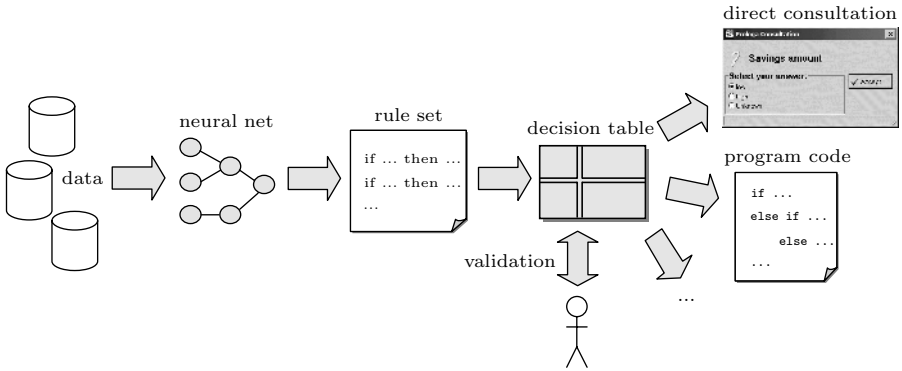 direct consultation
Savings amount
Select your answer:
Unknown
data
neural net
rule set
if ... then ...
if ... then ...
...
decision table
validation
program code
if ...
else if ...
else ...
...
...